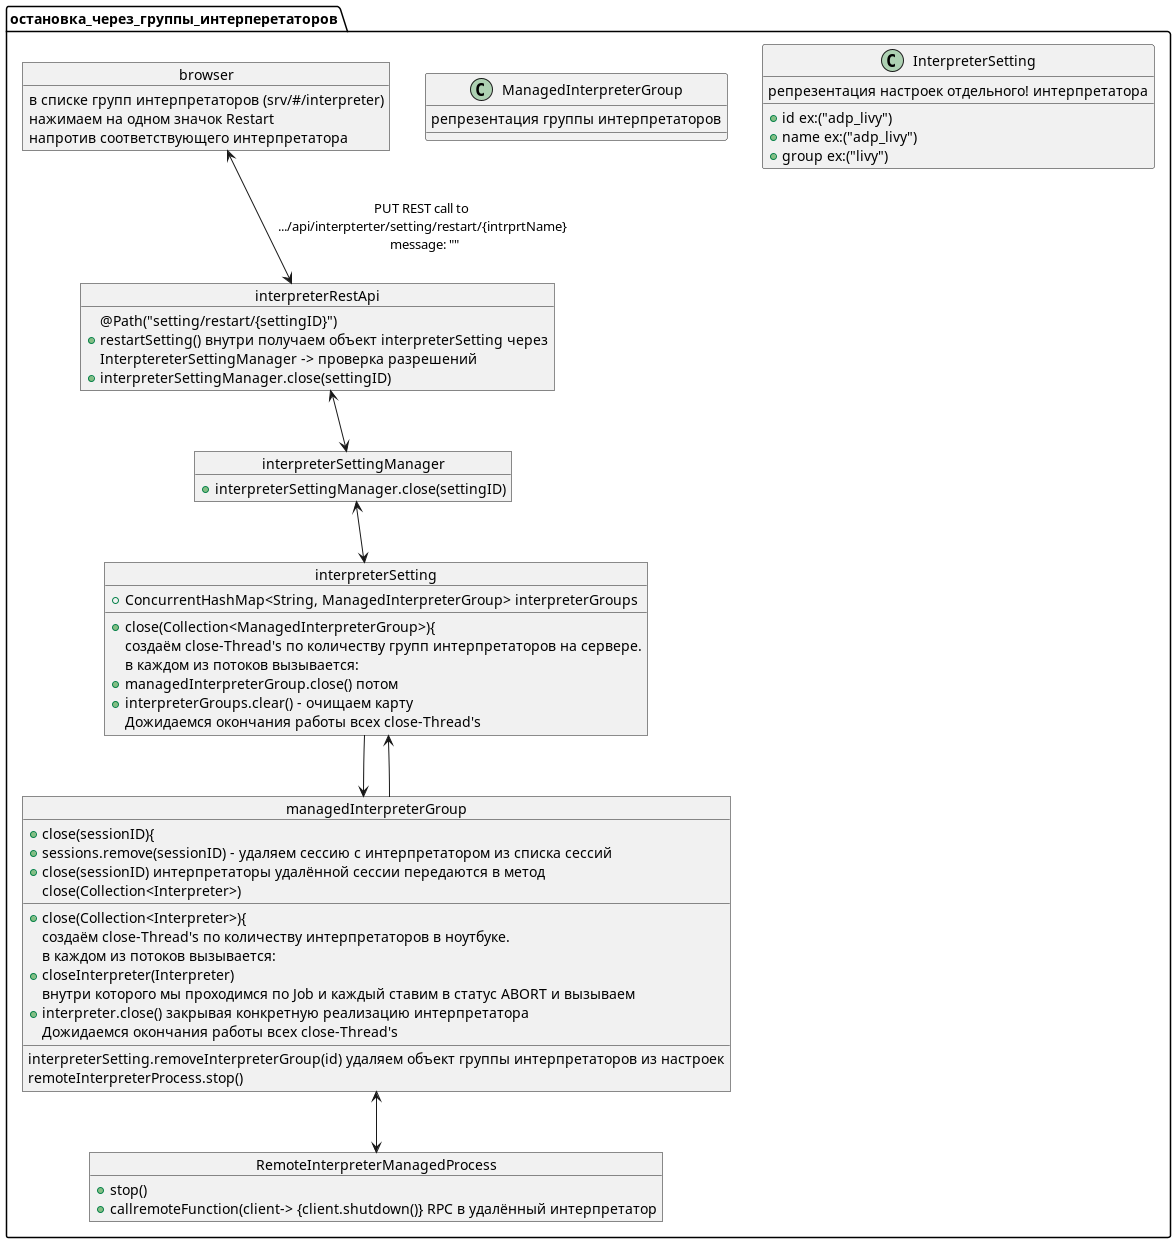 остановка_через_группы_интерперетаторов
browser
в списке групп интерпретаторов (srv/#/interpreter)
нажимаем на одном значок Restart
напротив соответствующего интерпретатора
C ManagedInterpreterGroup
репрезентация группы интерпретаторов
C InterpreterSetting
репрезентация настроек отдельного! интерпретатора
id ex:("adp_livy")
name ex:("adp_livy")
group ex:("livy")
PUT REST call to
.../api/interpterter/setting/restart/{intrprtName}
message: ""
interpreterRestApi
@Path("setting/restart/{settingID}")
restartSetting() внутри получаем объект interpreterSetting через
InterptereterSettingManager -> проверка разрешений
interpreterSettingManager.close(settingID)
interpreterSettingManager
interpreterSettingManager.close(settingID)
interpreterSetting
ConcurrentHashMap<String, ManagedInterpreterGroup> interpreterGroups
close(Collection<ManagedInterpreterGroup>){
создаём close-Thread's по количеству групп интерпретаторов на сервере.
в каждом из потоков вызывается:
managedInterpreterGroup.close() потом
interpreterGroups.clear() - очищаем карту
Дожидаемся окончания работы всех close-Thread's
managedInterpreterGroup
close(sessionID){
sessions.remove(sessionID) - удаляем сессию с интерпретатором из списка сессий
close(sessionID) интерпретаторы удалённой сессии передаются в метод
close(Collection<Interpreter>)
close(Collection<Interpreter>){
создаём close-Thread's по количеству интерпретаторов в ноутбуке.
в каждом из потоков вызывается:
closeInterpreter(Interpreter)
внутри которого мы проходимся по Job и каждый ставим в статус ABORT и вызываем
interpreter.close() закрывая конкретную реализацию интерпретатора
Дожидаемся окончания работы всех close-Thread's
interpreterSetting.removeInterpreterGroup(id) удаляем объект группы интерпретаторов из настроек
remoteInterpreterProcess.stop()
RemoteInterpreterManagedProcess
stop()
callremoteFunction(client-> {client.shutdown()} RPC в удалённый интерпретатор